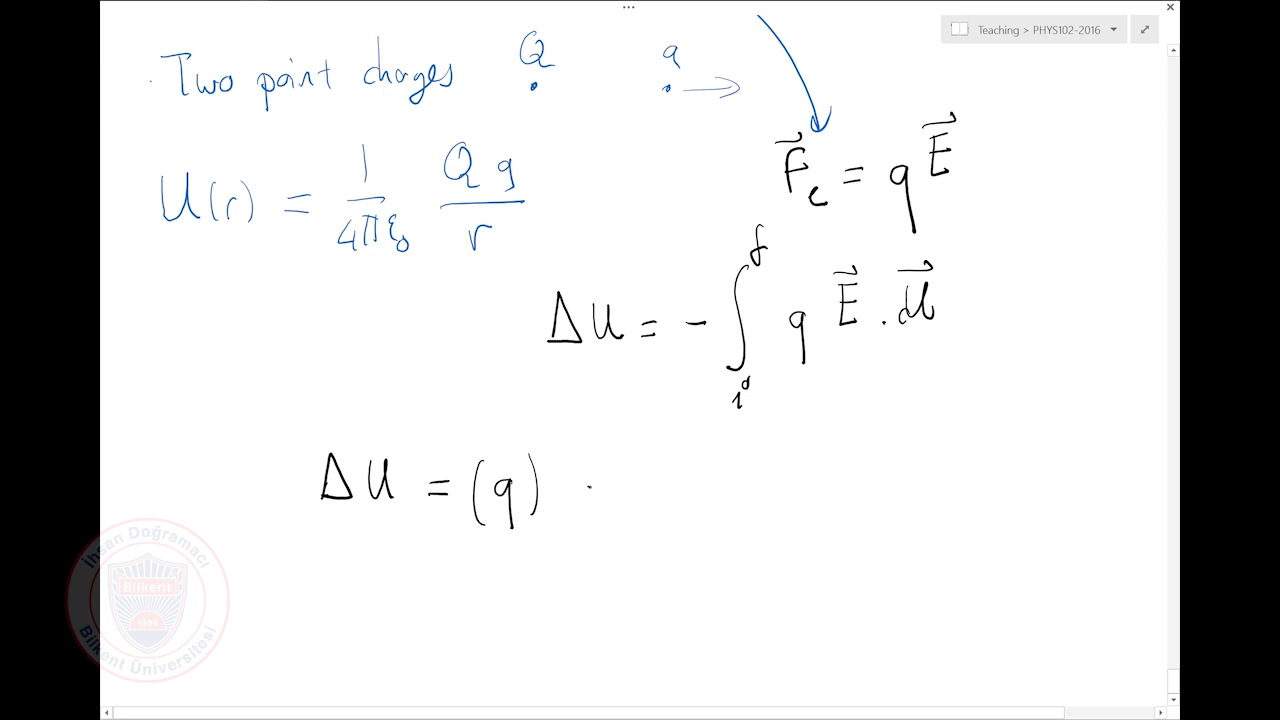 Teaching > PHYS102-2016
Two point charges Q q
U(r) = 1/4πε₀ Qq/r
F⃗e = q E⃗
ΔU = - ∫ᵢᶠ q E⃗ . dl⃗
ΔU = (q) .
İhsan Doğramacı
Bilkent
1984
Bilkent Üniversitesi